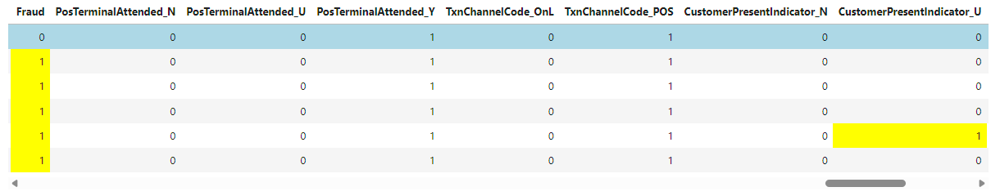 Fraud PosTerminalAttended_N PosTerminalAttended_U PosTerminalAttended_Y TxnChannelCode_OnL TxnChannelCode_POS CustomerPresentIndicator_N CustomerPresentIndicator_U
0 0 0 1 0 1 0 0
1 0 0 1 0 1 0 0
1 0 0 1 0 1 0 0
1 0 0 1 0 1 0 0
1 0 0 1 0 1 0 1
1 0 0 1 0 1 0 0